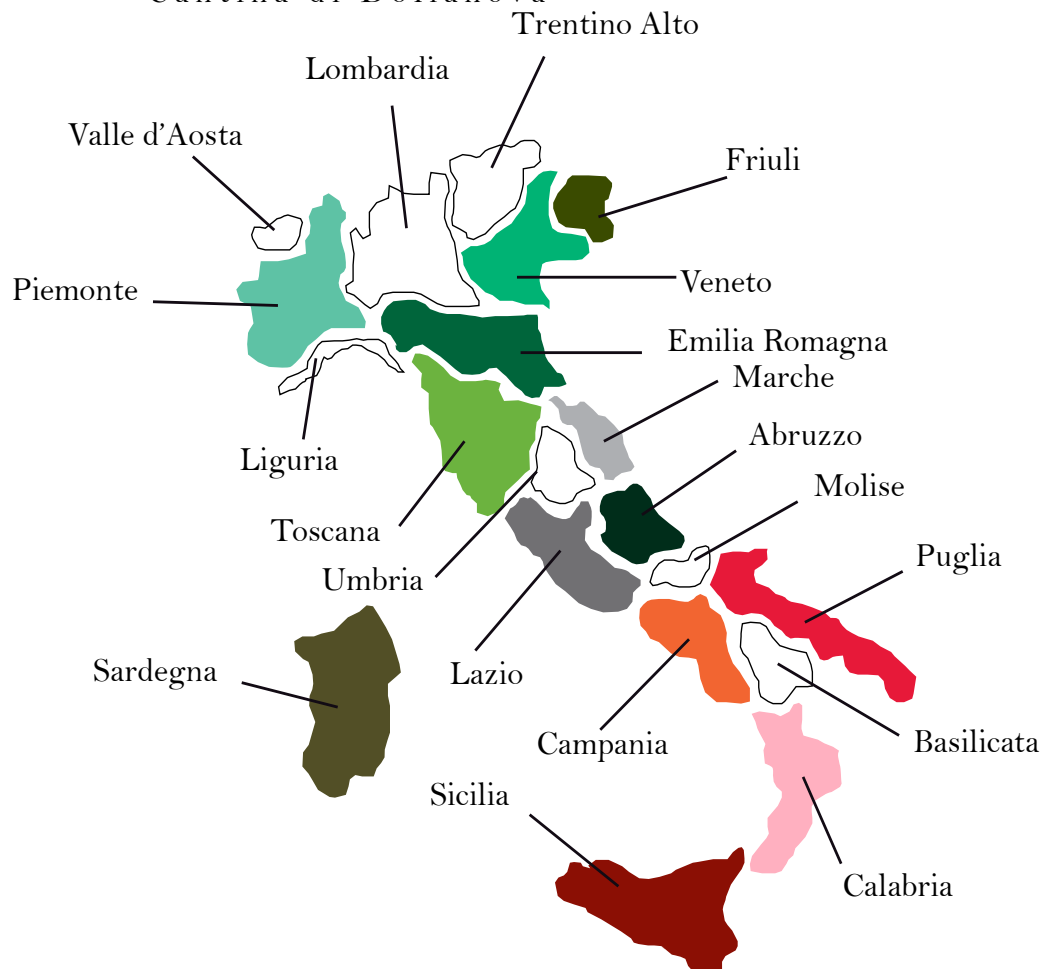 Trentino Alto
Lombardia
Valle d'Aosta
Friuli
Piemonte
Veneto
Emilia Romagna
Marche
Abruzzo
Liguria
Molise
Toscana
Puglia
Umbria
Sardegna
Lazio
Campania
Basilicata
Sicilia
Calabria